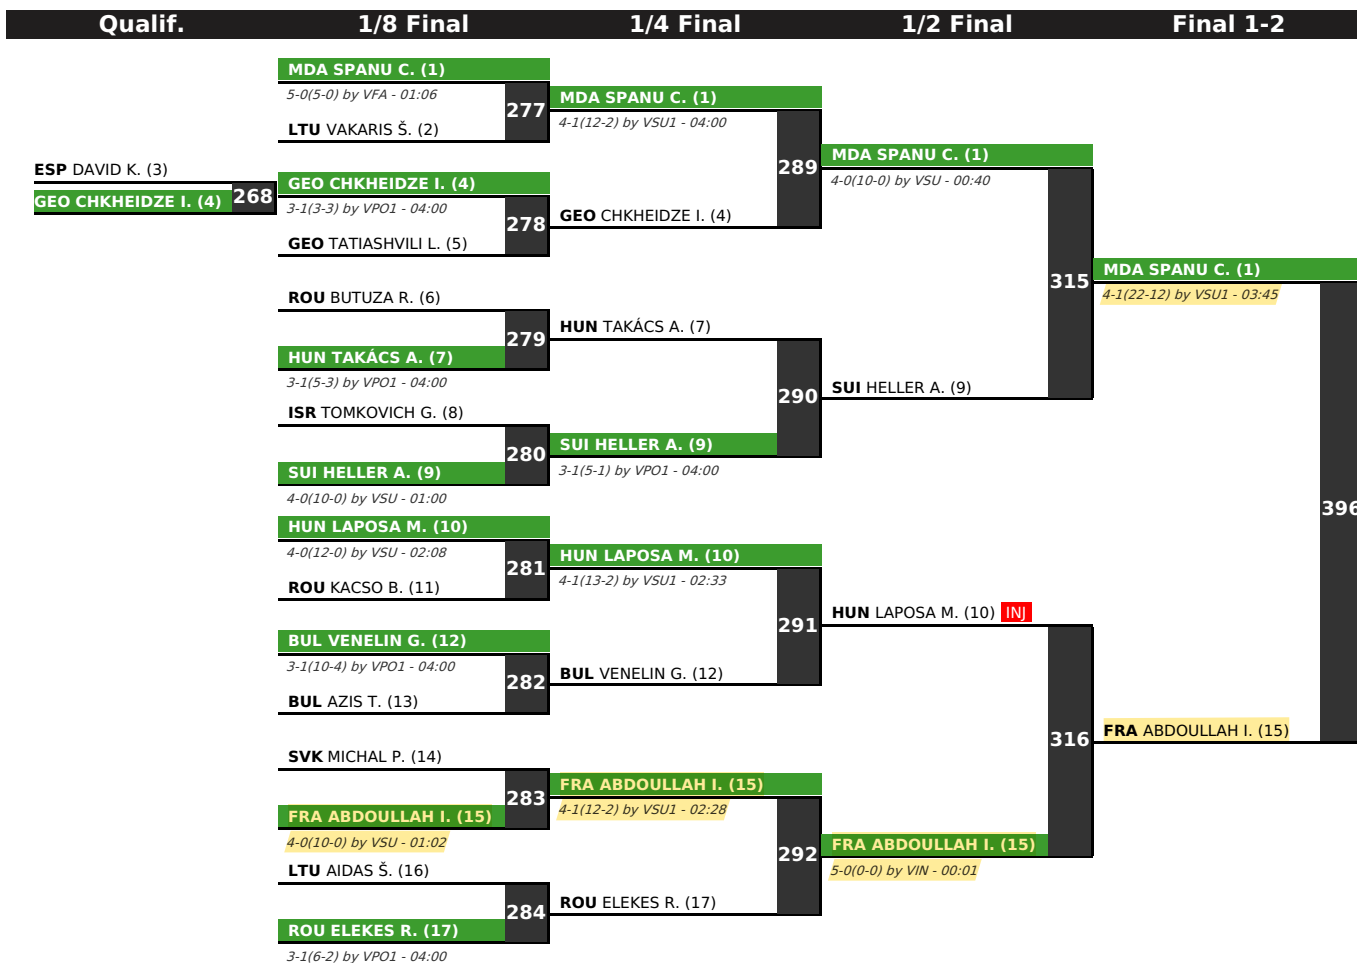 Qualif.
1/8 Final
1/4 Final
1/2 Final
Final 1-2
ESP DAVID K. (3)
GEO CHKHEIDZE I. (4)
268
MDA SPANU C. (1)
5-0(5-0) by VFA - 01:06
LTU VAKARIS Š. (2)
277
GEO CHKHEIDZE I. (4)
3-1(3-3) by VPO1 - 04:00
GEO TATIASHVILI L. (5)
278
ROU BUTUZA R. (6)
279
HUN TAKÁCS A. (7)
3-1(5-3) by VPO1 - 04:00
ISR TOMKOVICH G. (8)
280
SUI HELLER A. (9)
4-0(10-0) by VSU - 01:00
HUN LAPOSA M. (10)
4-0(12-0) by VSU - 02:08
ROU KACSO B. (11)
281
BUL VENELIN G. (12)
3-1(10-4) by VPO1 - 04:00
BUL AZIS T. (13)
282
SVK MICHAL P. (14)
283
FRA ABDOULLAH I. (15)
4-0(10-0) by VSU - 01:02
LTU AIDAS Š. (16)
284
ROU ELEKES R. (17)
3-1(6-2) by VPO1 - 04:00
MDA SPANU C. (1)
4-1(12-2) by VSU1 - 04:00
289
GEO CHKHEIDZE I. (4)
HUN TAKÁCS A. (7)
290
SUI HELLER A. (9)
3-1(5-1) by VPO1 - 04:00
HUN LAPOSA M. (10)
4-1(13-2) by VSU1 - 02:33
291
BUL VENELIN G. (12)
FRA ABDOULLAH I. (15)
4-1(12-2) by VSU1 - 02:28
292
ROU ELEKES R. (17)
MDA SPANU C. (1)
4-0(10-0) by VSU - 00:40
315
SUI HELLER A. (9)
HUN LAPOSA M. (10) INJ
316
FRA ABDOULLAH I. (15)
5-0(0-0) by VIN - 00:01
MDA SPANU C. (1)
4-1(22-12) by VSU1 - 03:45
396
FRA ABDOULLAH I. (15)